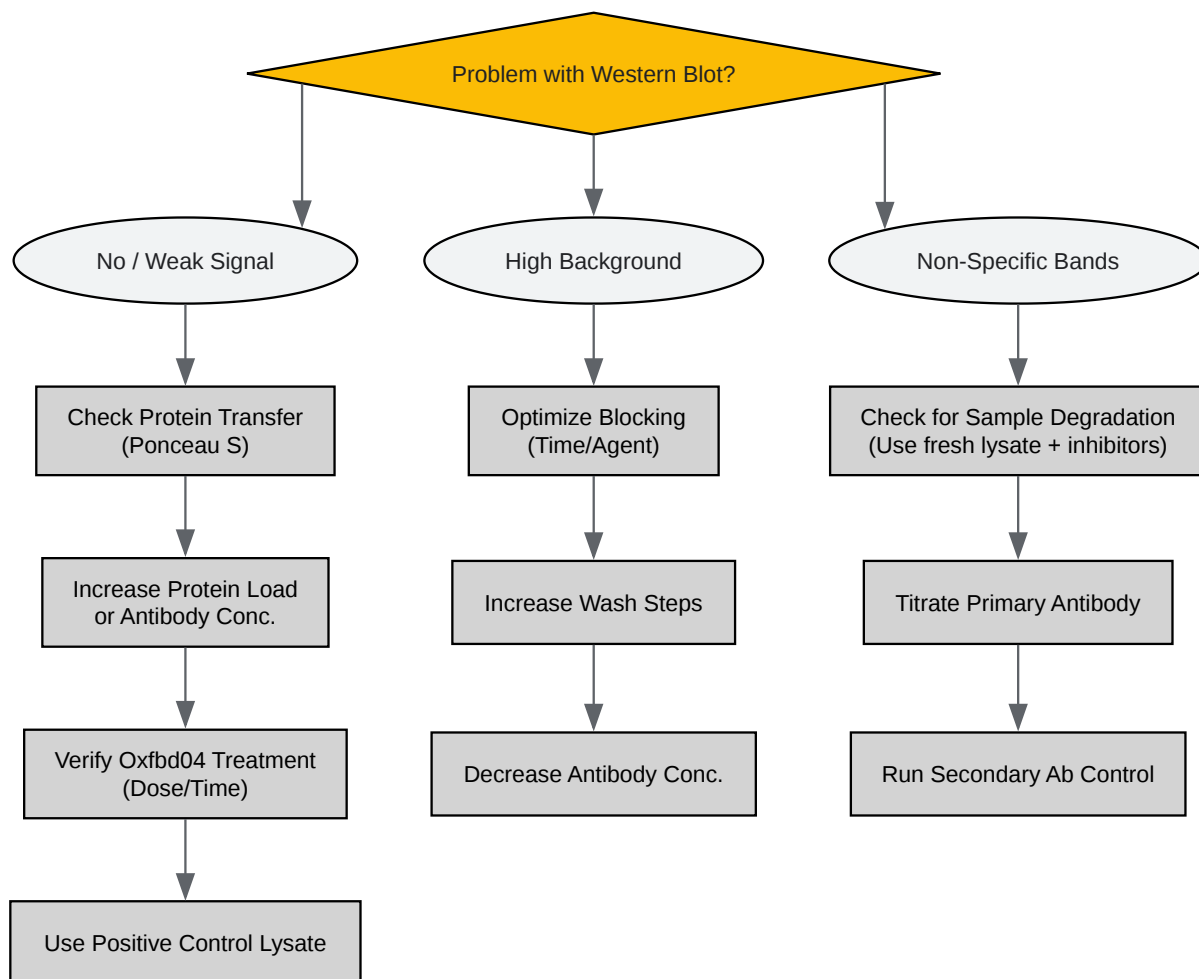 Problem with Western Blot?
No / Weak Signal
High Background
Non-Specific Bands
Check Protein Transfer
(Ponceau S)
Optimize Blocking
(Time/Agent)
Check for Sample Degradation
(Use fresh lysate + inhibitors)
Increase Protein Load
or Antibody Conc.
Increase Wash Steps
Titrate Primary Antibody
Verify Oxfbd04 Treatment
(Dose/Time)
Decrease Antibody Conc.
Run Secondary Ab Control
Use Positive Control Lysate